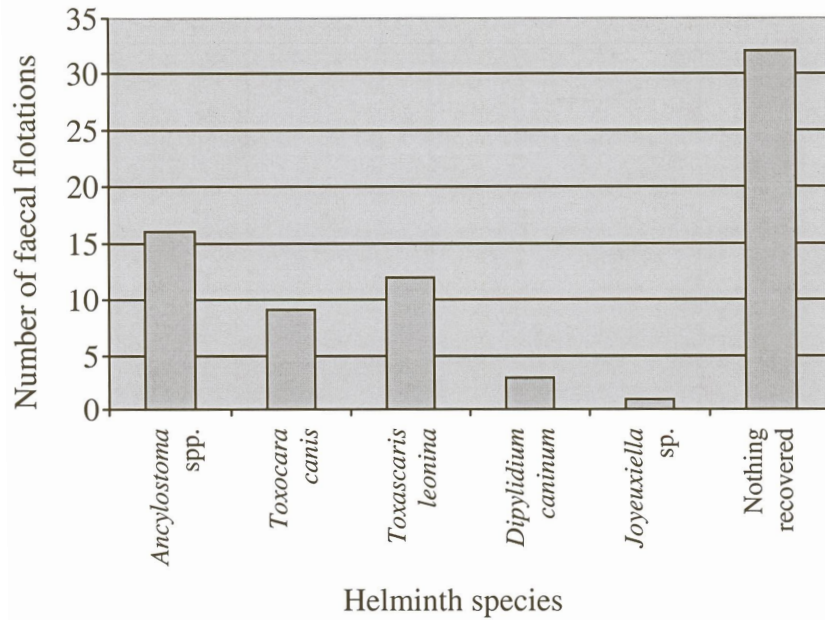 Number of faecal flotations
35
30
25
20
15
10
5
0
Ancylostoma
spp.
Toxocara
canis
Toxascaris
leonina
Dipylidium
caninum
Joyeuxiella
sp.
Nothing
recovered
Helminth species